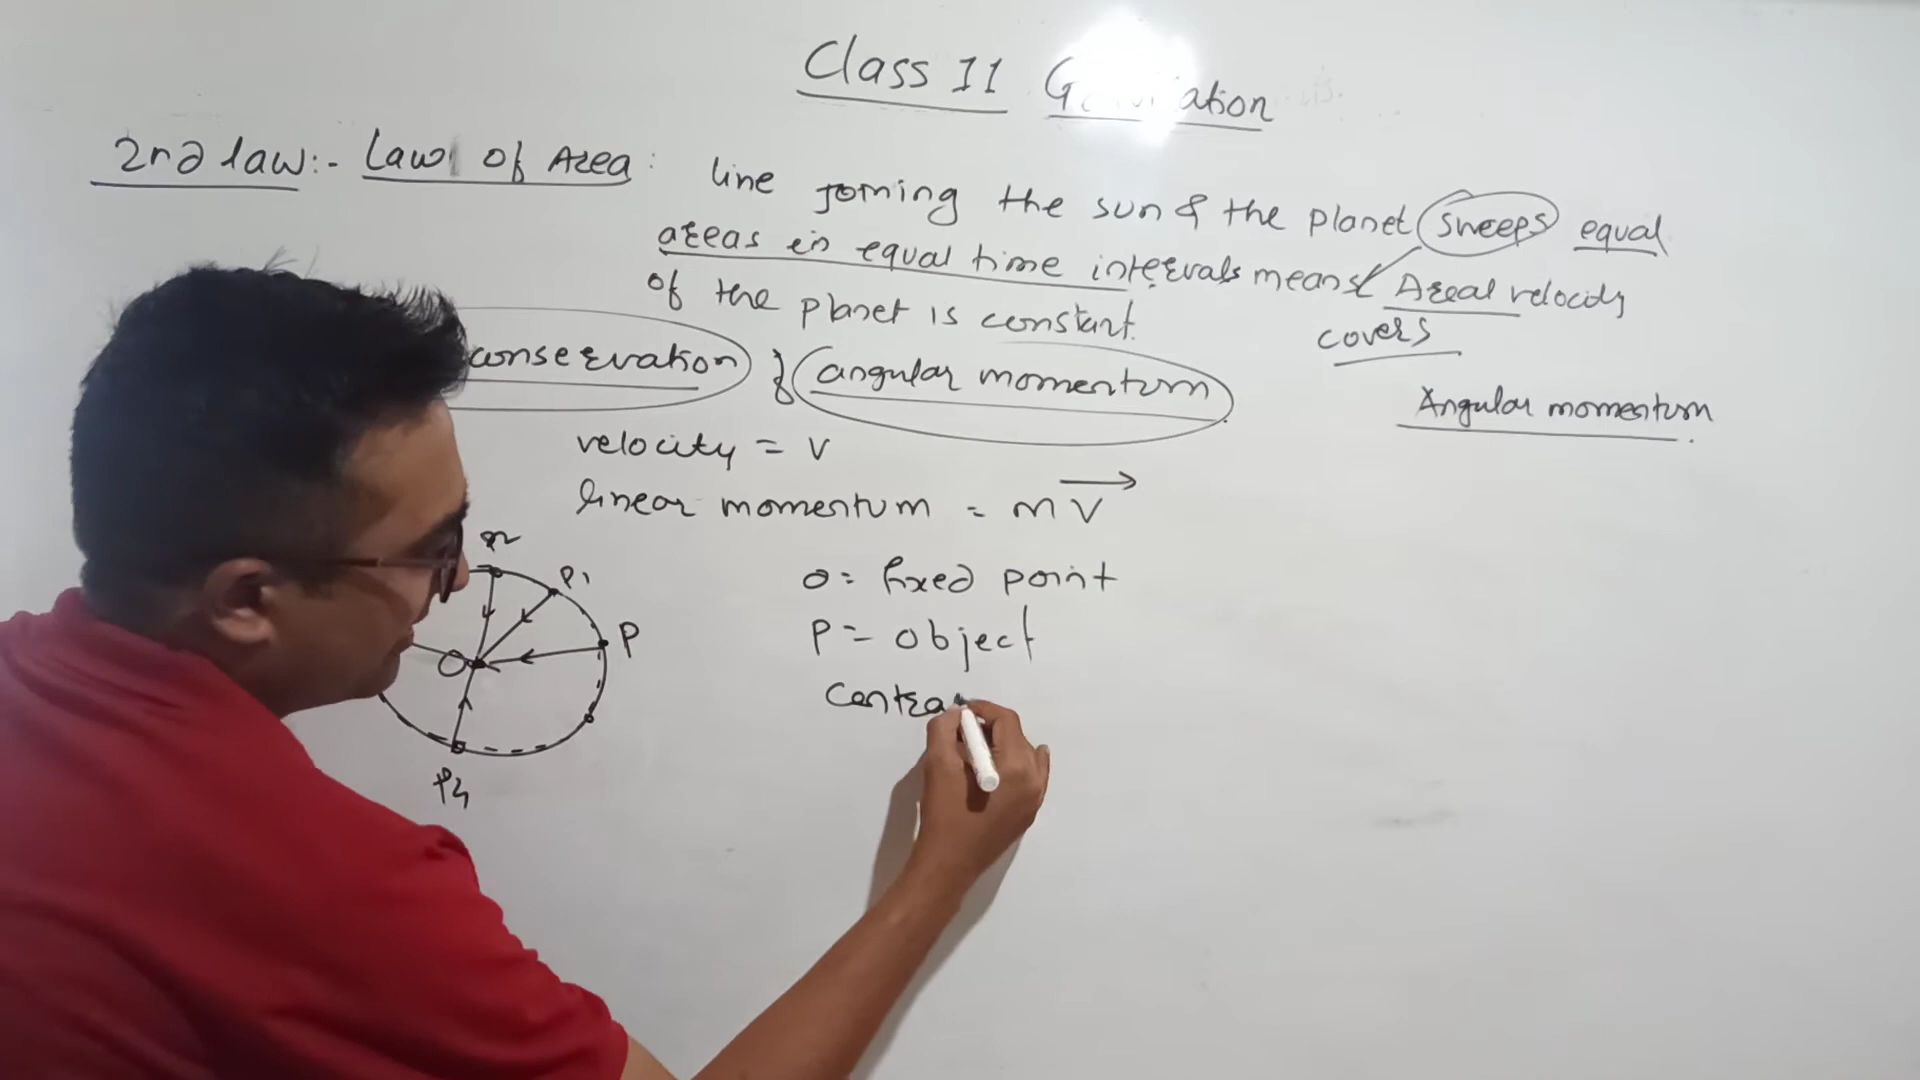 Class 11 Gravitation
2nd law:- Law of Area: line joining the sun & the planet sweeps equal
areas in equal time intervals means Areal velocity
of the planet is constant.
covers
conservation of angular momentum
Angular momentum
velocity = v
linear momentum = mv
P1
O
P
O= fixed point
P = object
Centra